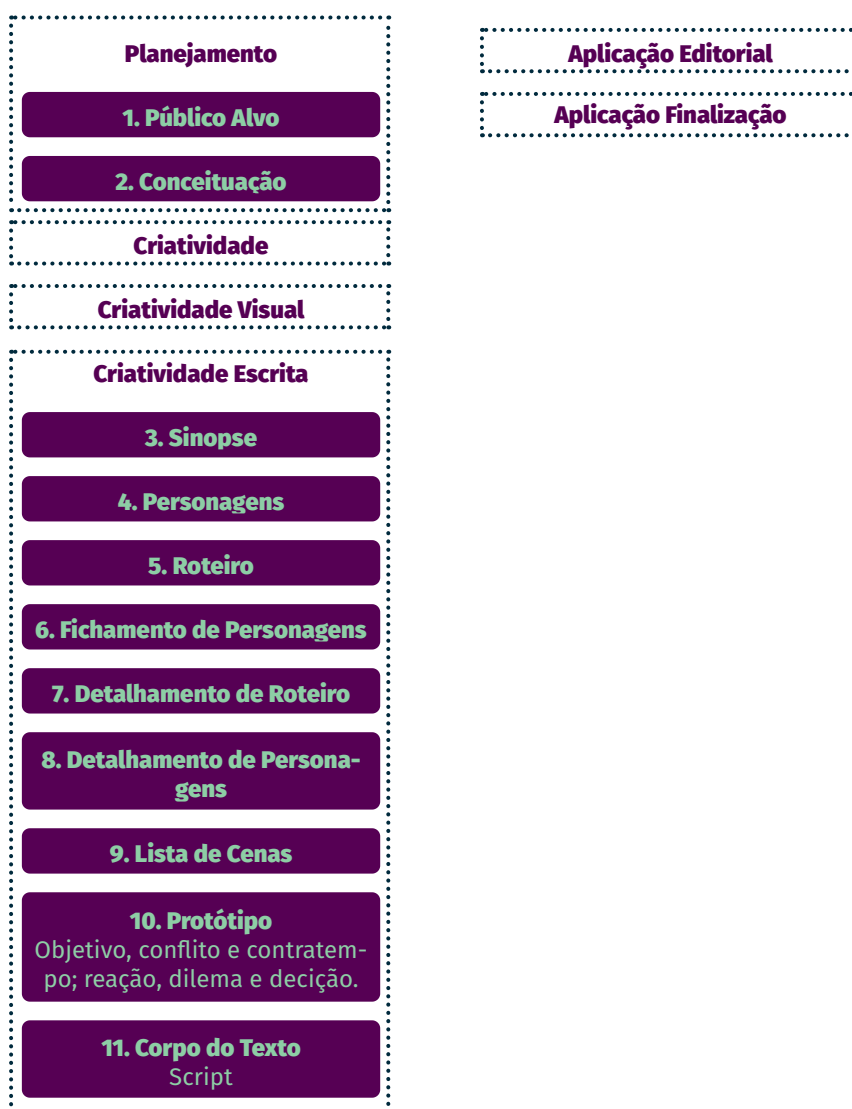 Planejamento
1. Público Alvo
2. Conceituação
Criatividade
Criatividade Visual
Criatividade Escrita
3. Sinopse
4. Personagens
5. Roteiro
6. Fichamento de Personagens
7. Detalhamento de Roteiro
8. Detalhamento de Persona-
gens
9. Lista de Cenas
10. Protótipo
Objetivo, conflito e contratem-
po; reação, dilema e decição.
11. Corpo do Texto
Script
Aplicação Editorial
Aplicação Finalização